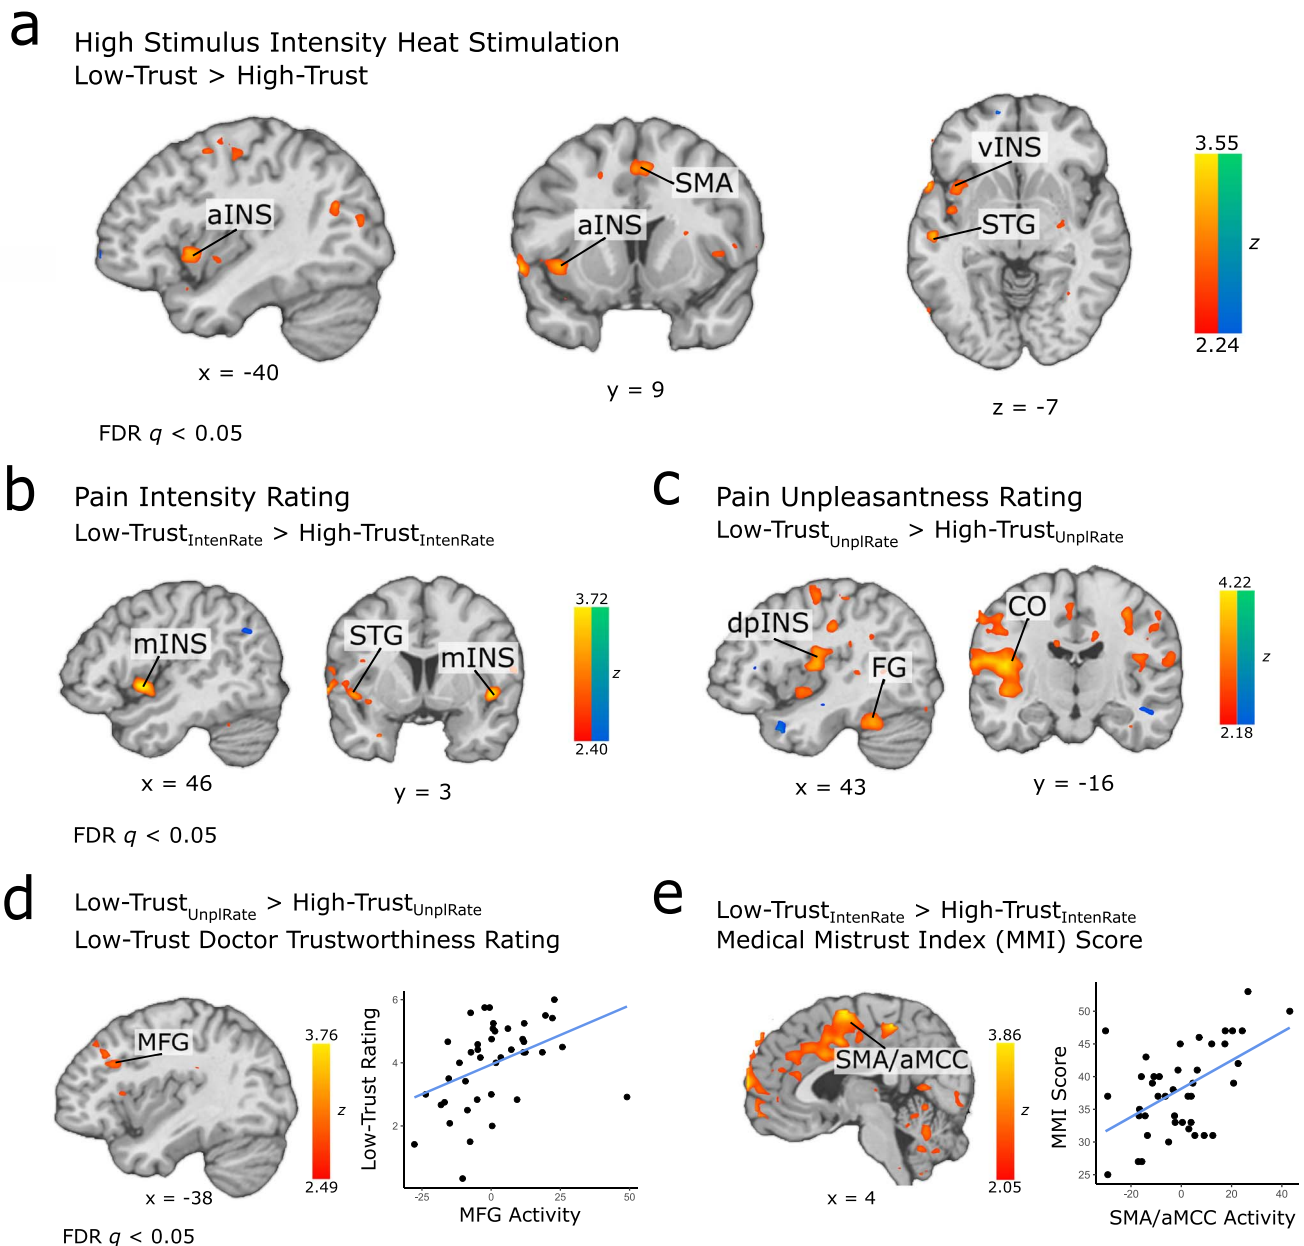 a
High Stimulus Intensity Heat Stimulation
Low-Trust > High-Trust
aINS
x = -40
SMA
aINS
y = 9
vINS
STG
z = -7
3.55
z
2.24
FDR q < 0.05
b
Pain Intensity Rating
Low-TrustIntenRate > High-TrustIntenRate
mINS
x = 46
STG
mINS
y = 3
3.72
z
2.40
FDR q < 0.05
c
Pain Unpleasantness Rating
Low-TrustUnplRate > High-TrustUnplRate
dpINS
FG
x = 43
CO
y = -16
4.22
z
2.18
d
Low-TrustUnplRate > High-TrustUnplRate
Low-Trust Doctor Trustworthiness Rating
MFG
x = -38
3.76
z
2.49
Low-Trust Rating
6
4
2
-25 0 25 50
MFG Activity
FDR q < 0.05
e
Low-TrustIntenRate > High-TrustIntenRate
Medical Mistrust Index (MMI) Score
SMA/aMCC
x = 4
3.86
z
2.05
MMI Score
50
45
40
35
30
25
-20 0 20 40
SMA/aMCC Activity